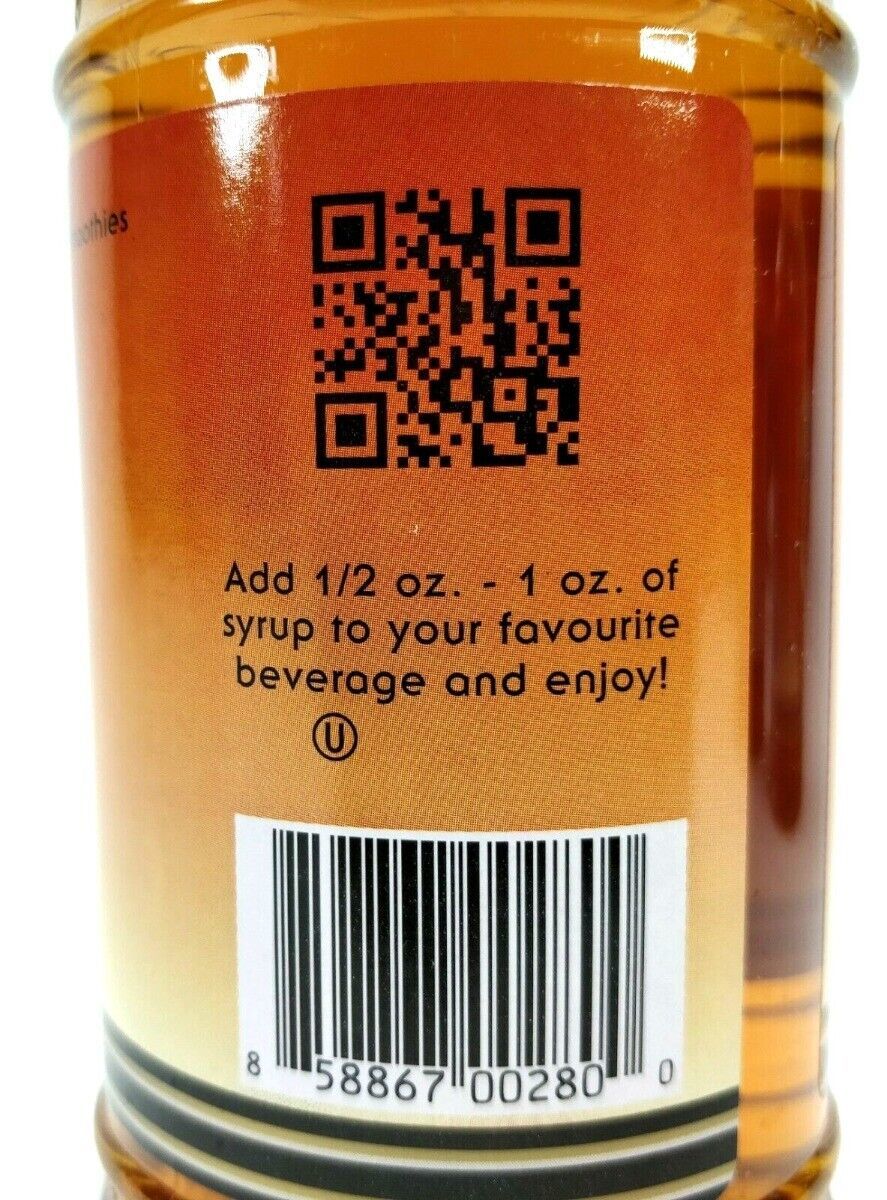 Add 1/2 oz. - 1 oz. of
syrup to your favourite
beverage and enjoy!
U
8 58867 00280 0